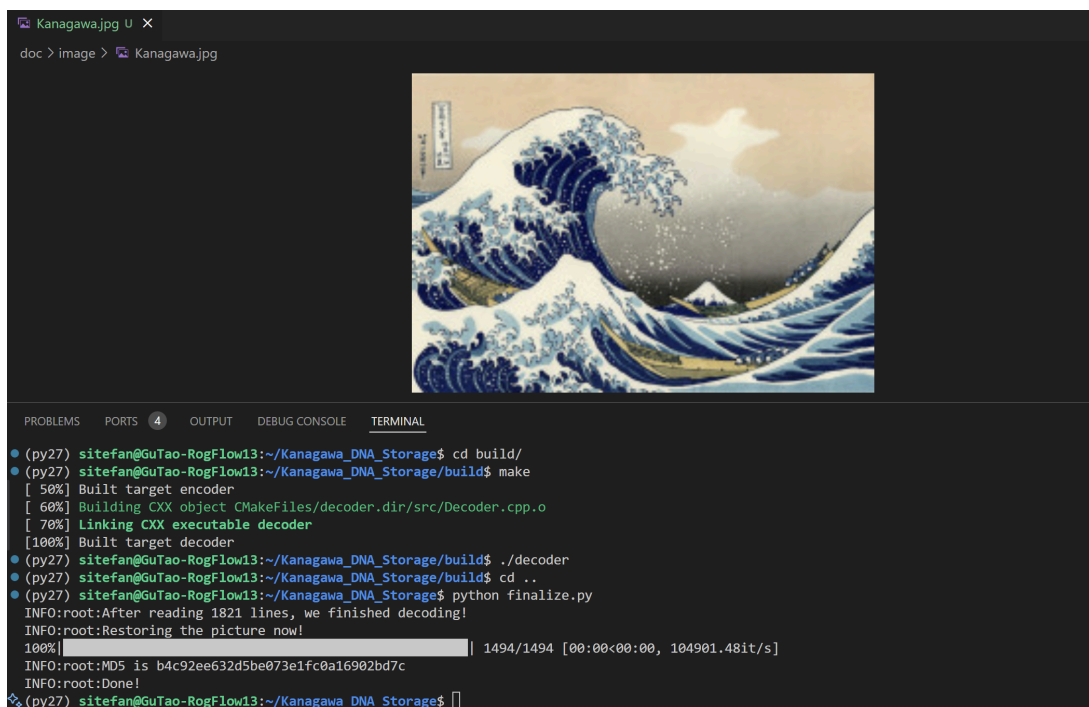 Kanagawa.jpg U
doc > image > Kanagawa.jpg
PROBLEMS PORTS 4 OUTPUT DEBUG CONSOLE TERMINAL
(py27) sitefan@GuTao-RogFlow13:~/Kanagawa_DNA_Storage$ cd build/
(py27) sitefan@GuTao-RogFlow13:~/Kanagawa_DNA_Storage/build$ make
[ 50%] Built target encoder
[ 60%] Building CXX object CMakeFiles/decoder.dir/src/Decoder.cpp.o
[ 70%] Linking CXX executable decoder
[100%] Built target decoder
(py27) sitefan@GuTao-RogFlow13:~/Kanagawa_DNA_Storage/build$ ./decoder
(py27) sitefan@GuTao-RogFlow13:~/Kanagawa_DNA_Storage/build$ cd ..
(py27) sitefan@GuTao-RogFlow13:~/Kanagawa_DNA_Storage$ python finalize.py
INFO:root:After reading 1821 lines, we finished decoding!
INFO:root:Restoring the picture now!
100%| | 1494/1494 [00:00<00:00, 104901.48it/s]
INFO:root:MD5 is b4c92ee632d5be073e1fc0a16902bd7c
INFO:root:Done!
(py27) sitefan@GuTao-RogFlow13:~/Kanagawa_DNA_Storage$